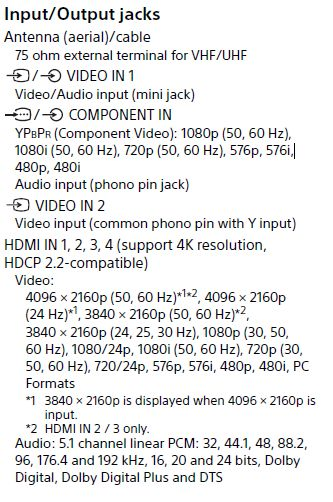 Input/Output jacks
Antenna (aerial)/cable
75 ohm external terminal for VHF/UHF
/ VIDEO IN 1
Video/Audio input (mini jack)
/ COMPONENT IN
YPBPR (Component Video): 1080p (50, 60 Hz),
1080i (50, 60 Hz), 720p (50, 60 Hz), 576p, 576i,
480p, 480i
Audio input (phono pin jack)
VIDEO IN 2
Video input (common phono pin with Y input)
HDMI IN 1, 2, 3, 4 (support 4K resolution,
HDCP 2.2-compatible)
Video:
4096 × 2160p (50, 60 Hz)*1*2, 4096 × 2160p
(24 Hz)*1, 3840 × 2160p (50, 60 Hz)*2,
3840 × 2160p (24, 25, 30 Hz), 1080p (30, 50,
60 Hz), 1080/24p, 1080i (50, 60 Hz), 720p (30,
50, 60 Hz), 720/24p, 576p, 576i, 480p, 480i, PC
Formats
*1 3840 × 2160p is displayed when 4096 × 2160p is
input.
*2 HDMI IN 2 / 3 only.
Audio: 5.1 channel linear PCM: 32, 44.1, 48, 88.2,
96, 176.4 and 192 kHz, 16, 20 and 24 bits, Dolby
Digital, Dolby Digital Plus and DTS